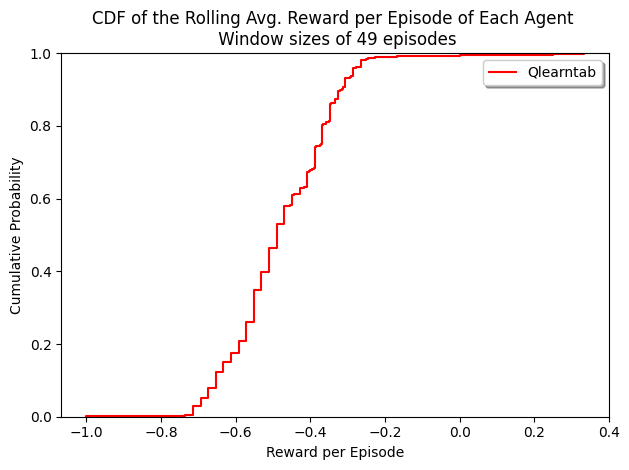 CDF of the Rolling Avg. Reward per Episode of Each Agent
Window sizes of 49 episodes
Qlearntab
Cumulative Probability
1.0
0.8
0.6
0.4
0.2
0.0
−1.0 −0.8 −0.6 −0.4 −0.2 0.0 0.2 0.4
Reward per Episode